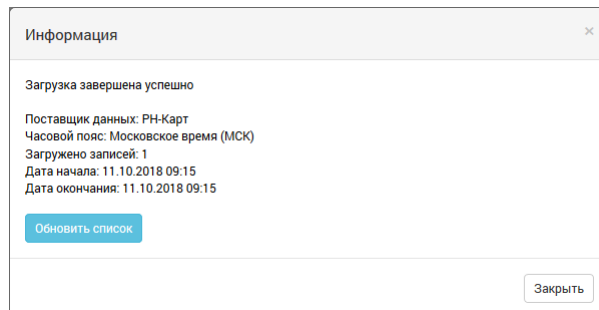 Информация
×
Загрузка завершена успешно
Поставщик данных: РН-Карт
Часовой пояс: Московское время (МСК)
Загружено записей: 1
Дата начала: 11.10.2018 09:15
Дата окончания: 11.10.2018 09:15
Обновить список
Закрыть